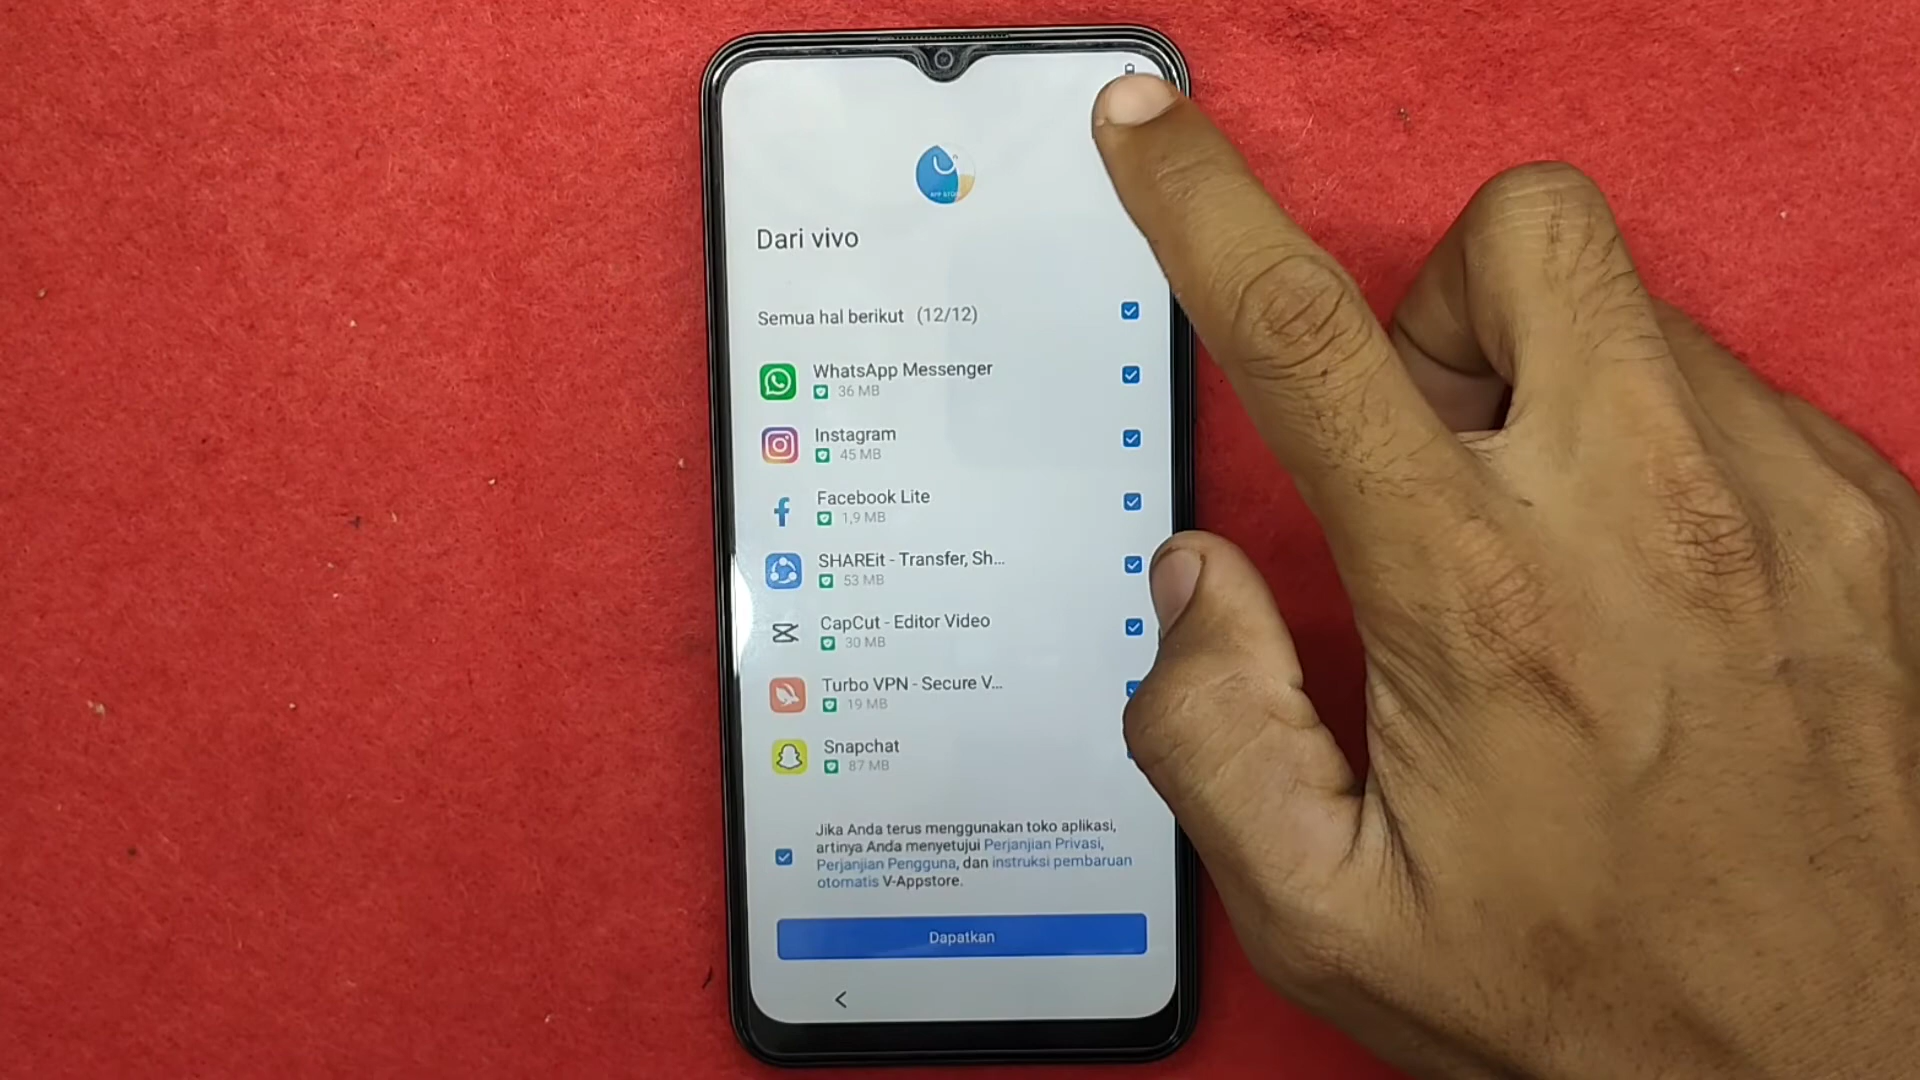 APP STORE
Dari vivo
Semua hal berikut (12/12)
WhatsApp Messenger
36 MB
Instagram
45 MB
Facebook Lite
1,9 MB
SHAREit - Transfer, Sh...
53 MB
CapCut - Editor Video
30 MB
Turbo VPN - Secure V...
19 MB
Snapchat
87 MB
Jika Anda terus menggunakan toko aplikasi,
artinya Anda menyetujui Perjanjian Privasi,
Perjanjian Pengguna, dan instruksi pembaruan
otomatis V-Appstore.
Dapatkan